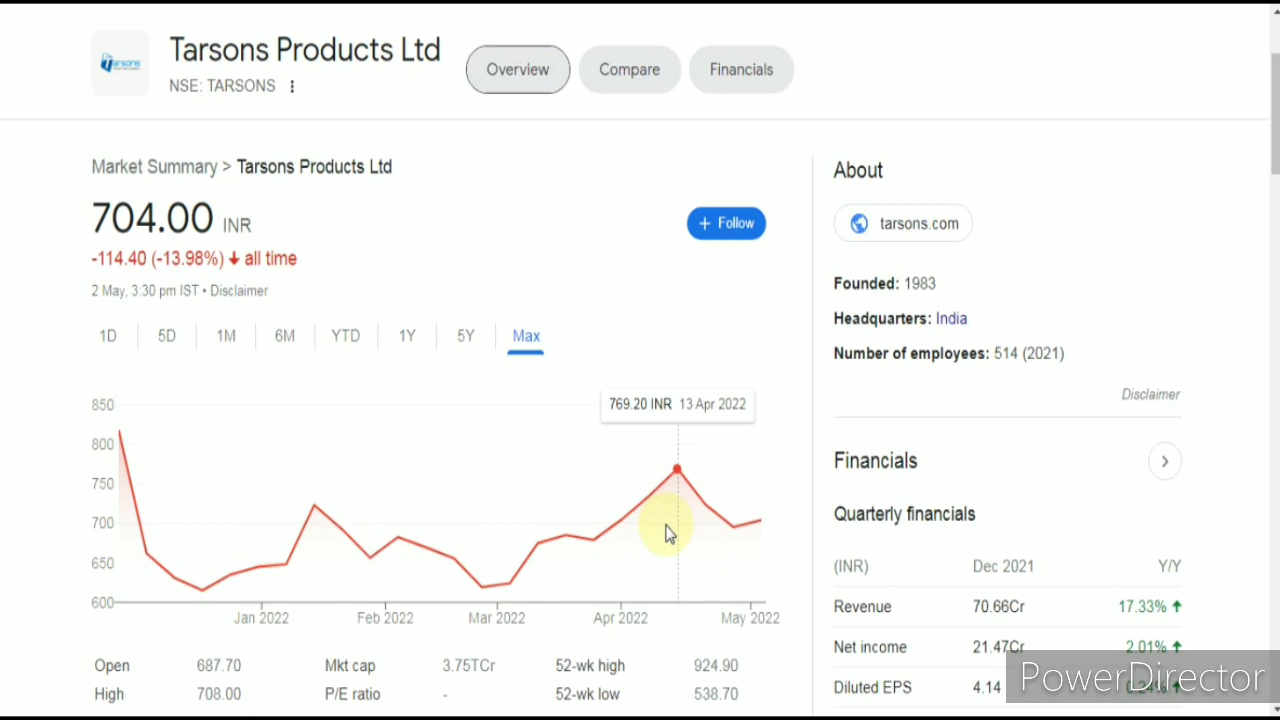 Tarsons
Tarsons Products Ltd
NSE: TARSONS
Overview
Compare
Financials
Market Summary > Tarsons Products Ltd
704.00 INR
+ Follow
-114.40 (-13.98%) ↓ all time
2 May, 3:30 pm IST • Disclaimer
1D 5D 1M 6M YTD 1Y 5Y Max
769.20 INR 13 Apr 2022
850
800
750
700
650
600
Jan 2022 Feb 2022 Mar 2022 Apr 2022 May 2022
Open 687.70 Mkt cap 3.75TCr 52-wk high 924.90
High 708.00 P/E ratio - 52-wk low 538.70
About
tarsons.com
Founded: 1983
Headquarters: India
Number of employees: 514 (2021)
Disclaimer
Financials
Quarterly financials
(INR) Dec 2021 Y/Y
Revenue 70.66Cr 17.33% ↑
Net income 21.47Cr 2.01% ↑
Diluted EPS 4.14
PowerDirector